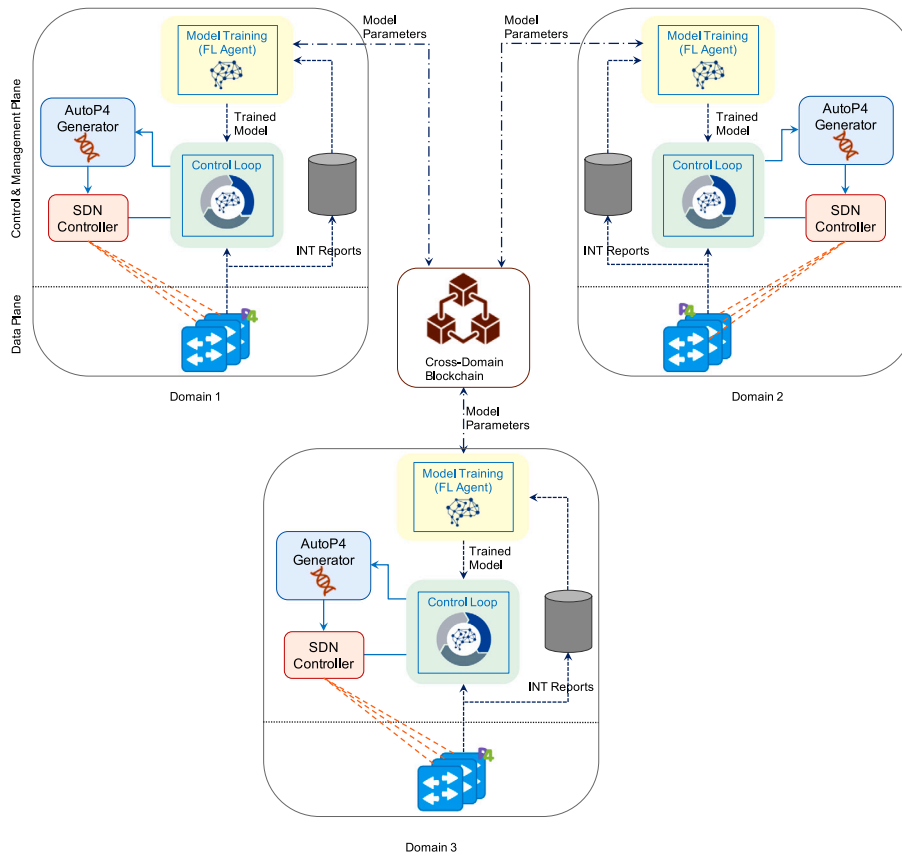 Control & Management Plane
Data Plane
Model Training
(FL Agent)
Trained
Model
AutoP4
Generator
Control Loop
SDN
Controller
INT Reports
P4
Domain 1
Model
Parameters
Model
Parameters
Cross-Domain
Blockchain
Model
Parameters
Model Training
(FL Agent)
Trained
Model
AutoP4
Generator
Control Loop
SDN
Controller
INT Reports
P4
Domain 2
Model Training
(FL Agent)
Trained
Model
AutoP4
Generator
Control Loop
SDN
Controller
INT Reports
P4
Domain 3